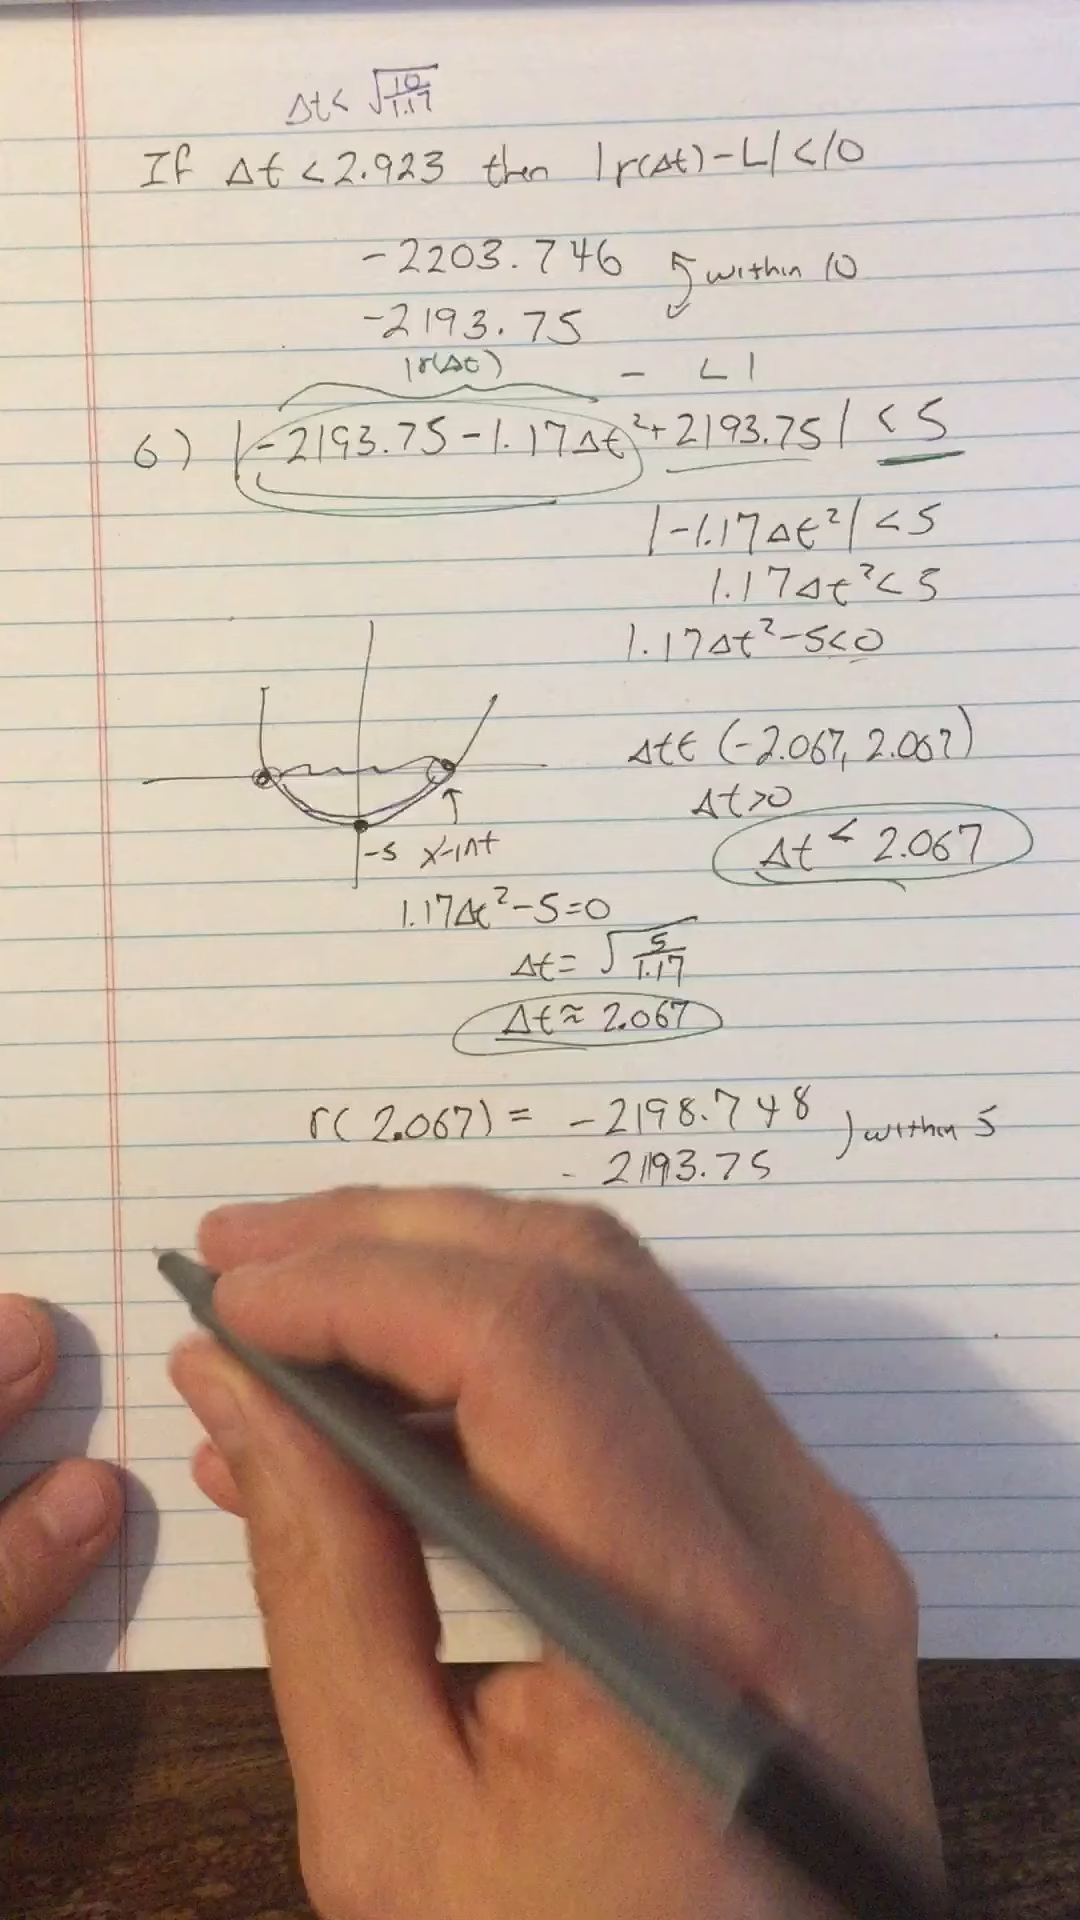 Δt < √(10/1.17)
If Δt < 2.923 then |r(Δt) - L| < 10
-2203.746
within 10
-2193.75
|r(Δt) - L|
6) |-2193.75 - 1.17Δt² + 2193.75| < 5
|-1.17Δt²| < 5
1.17Δt² < 5
1.17Δt² - 5 < 0
Δt ∈ (-2.067, 2.067)
Δt > 0
Δt < 2.067
-5 x-int
1.17Δt² - 5 = 0
Δt = √(5/1.17)
Δt ≈ 2.067
r(2.067) = -2198.748
within 5
-2193.75